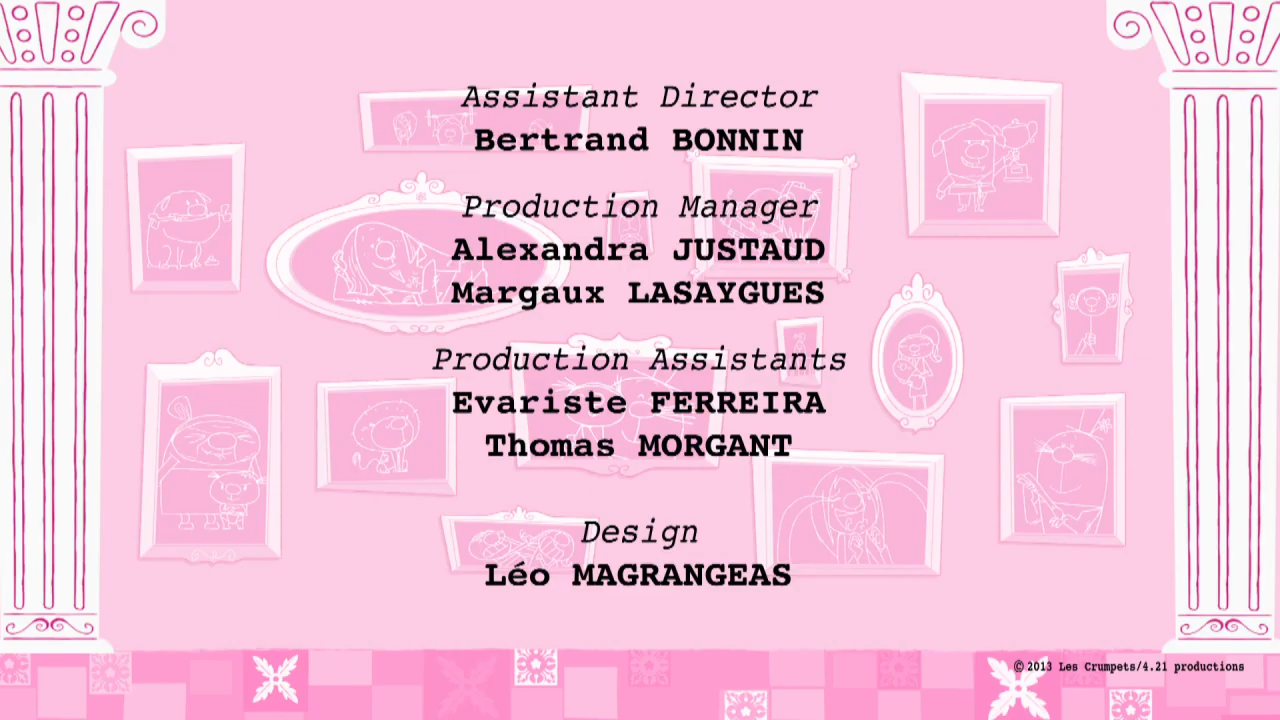 Assistant Director
Bertrand BONNIN
Production Manager
Alexandra JUSTAUD
Margaux LASAYGUES
Production Assistants
Evariste FERREIRA
Thomas MORGANT
Design
Léo MAGRANGEAS
© 2013 Les Crumpets/4.21 productions